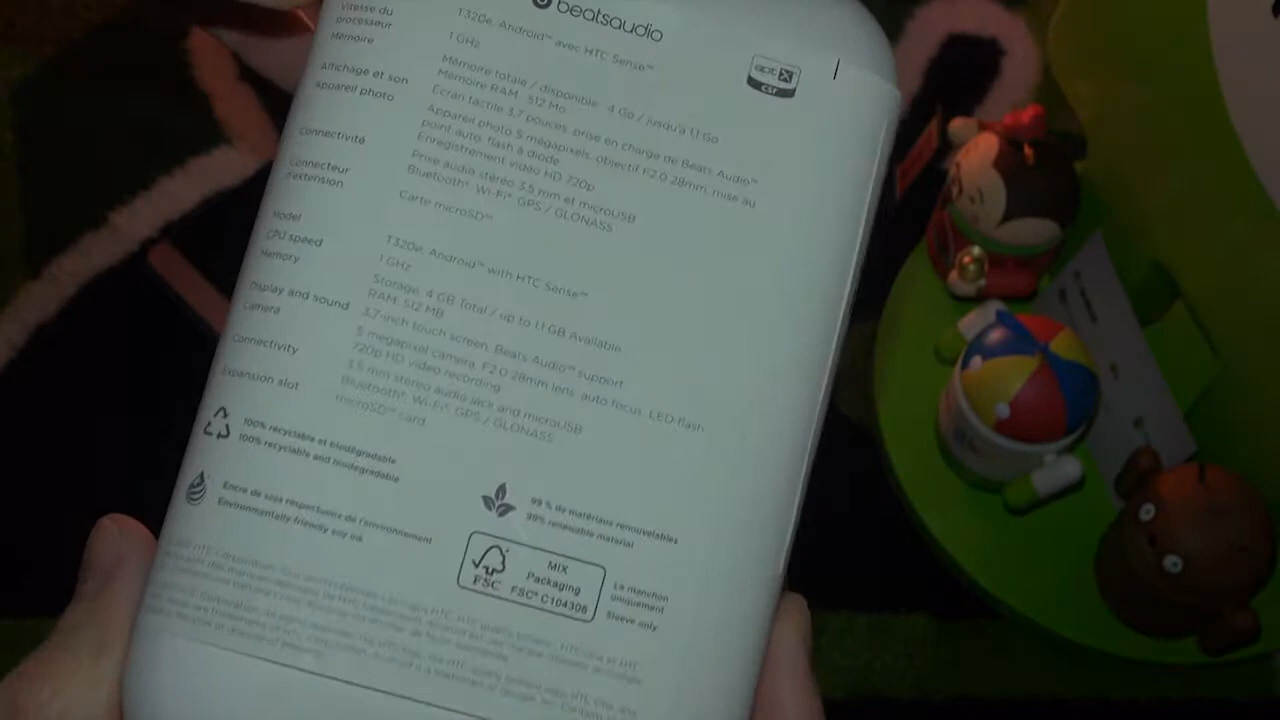 beatsaudio
aptX
CSR
Vitesse du
processeur
Mémoire
Affichage et son
appareil photo
Connectivité
Connecteur
d'extension
T320e, Android™ avec HTC Sense™
1 GHz
Mémoire totale / disponible 4 Go / jusqu'à 1,1 Go
Mémoire RAM 512 Mo
Écran tactile 3,7 pouces, prise en charge de Beats Audio™
Appareil photo 5 mégapixels, objectif F2.0 28mm, mise au
point auto, flash à diode
Enregistrement vidéo HD 720p
Prise audio stéréo 3,5 mm et microUSB
Bluetooth®, Wi-Fi®, GPS / GLONASS
Carte microSD™
Model
CPU speed
Memory
Display and sound
Camera
Connectivity
Expansion slot
T320e, Android™ with HTC Sense™
1 GHz
Storage, 4 GB Total / up to 1.1 GB Available
RAM, 512 MB
3.7-inch touch screen, Beats Audio™ support
5 megapixel camera, F2.0 28mm lens, auto focus, LED flash
720p HD video recording
3.5 mm stereo audio jack and microUSB
Bluetooth®, Wi-Fi®, GPS / GLONASS
microSD™ card
100% recyclable et biodégradable
100% recyclable and biodegradable
Encre de soja respectueuse de l'environnement
Environmentally friendly soy ink
99 % de matériaux renouvelables
99% renewable material
FSC
MIX
Packaging
FSC® C104306
Le manchon
uniquement
Sleeve only